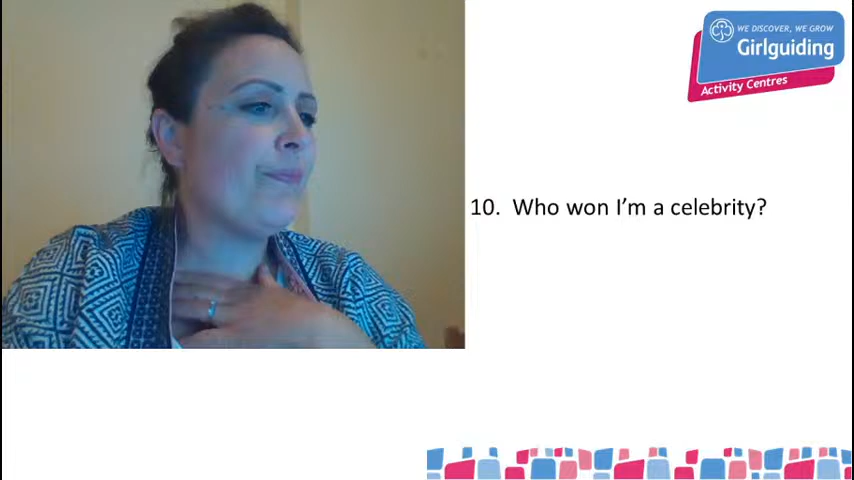 WE DISCOVER, WE GROW
Girlguiding
Activity Centres
10. Who won I’m a celebrity?